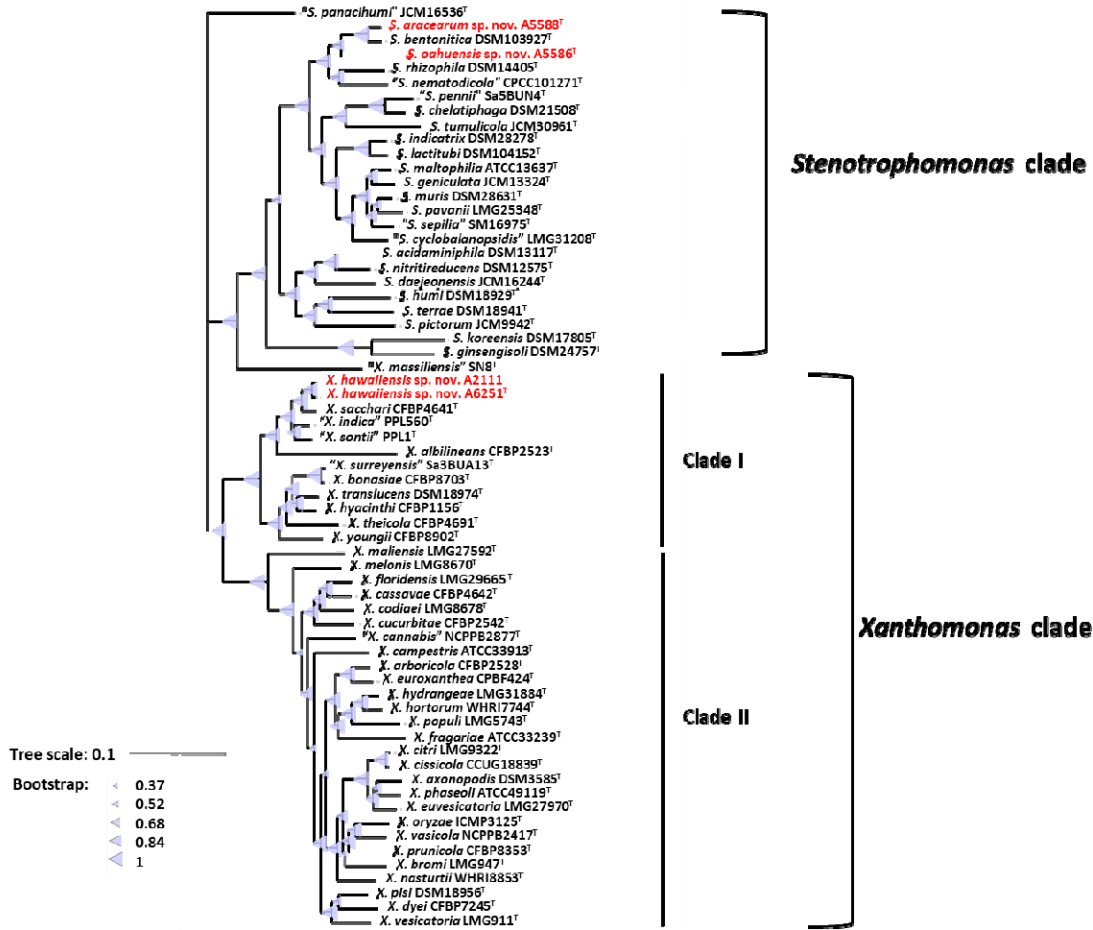 "S. panacihumi" JCM16536ᵀ
S. aracearum sp. nov. A5588ᵀ
S. bentonitica DSM103927ᵀ
S. oahuensis sp. nov. A5586ᵀ
S. rhizophila DSM14405ᵀ
"S. nematodicola" CPCC101271ᵀ
"S. pennii" Sa5BUN4ᵀ
S. chelatiphaga DSM21508ᵀ
S. tumulicola JCM30961ᵀ
S. indicatrix DSM28278ᵀ
S. lactitubi DSM104152ᵀ
S. maltophilia ATCC13637ᵀ
S. geniculata JCM13324ᵀ
S. muris DSM28631ᵀ
S. pavanii LMG25348ᵀ
"S. sepilia" SM16975ᵀ
"S. cyclobalanopsidis" LMG31208ᵀ
S. acidaminiphila DSM13117ᵀ
S. nitritireducens DSM12575ᵀ
S. daejeonensis JCM16244ᵀ
S. humi DSM18929ᵀ
S. terrae DSM18941ᵀ
S. pictorum JCM9942ᵀ
S. koreensis DSM17805ᵀ
S. ginsengisoli DSM24757ᵀ
"X. massiliensis" SN8ᵀ
Stenotrophomonas clade
X. hawaiiensis sp. nov. A2111
X. hawaiiensis sp. nov. A6251ᵀ
X. sacchari CFBP4641ᵀ
"X. indica" PPL560ᵀ
"X. sontii" PPL1ᵀ
X. albilineans CFBP2523ᵀ
"X. surreyensis" Sa3BUA13ᵀ
X. bonasiae CFBP8703ᵀ
X. translucens DSM18974ᵀ
X. hyacinthi CFBP1156ᵀ
X. theicola CFBP4691ᵀ
X. youngii CFBP8902ᵀ
Clade I
X. maliensis LMG27592ᵀ
X. melonis LMG8670ᵀ
X. floridensis LMG29665ᵀ
X. cassavae CFBP4642ᵀ
X. codiaei LMG8678ᵀ
X. cucurbitae CFBP2542ᵀ
"X. cannabis" NCPPB2877ᵀ
X. campestris ATCC33913ᵀ
X. arboricola CFBP2528ᵀ
X. euroxanthea CPBF424ᵀ
X. hydrangeae LMG31884ᵀ
X. hortorum WHRI7744ᵀ
X. populi LMG5743ᵀ
X. fragariae ATCC33239ᵀ
X. citri LMG9322ᵀ
X. cissicola CCUG18839ᵀ
X. axonopodis DSM3585ᵀ
X. phaseoli ATCC49119ᵀ
X. euvesicatoria LMG27970ᵀ
X. oryzae ICMP3125ᵀ
X. vasicola NCPPB2417ᵀ
X. prunicola CFBP8353ᵀ
X. bromi LMG947ᵀ
X. nasturtii WHRI8853ᵀ
X. pisi DSM18956ᵀ
X. dyei CFBP7245ᵀ
X. vesicatoria LMG911ᵀ
Clade II
Xanthomonas clade
Tree scale: 0.1
Bootstrap:
0.37
0.52
0.68
0.84
1